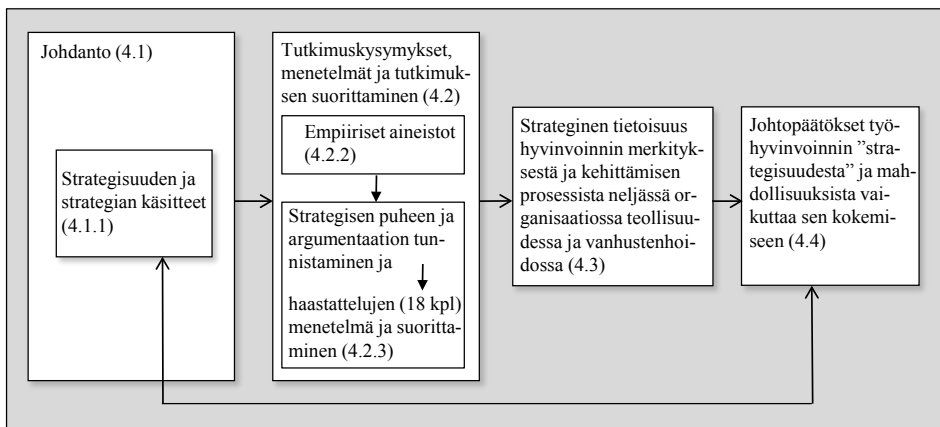 Johdanto (4.1)
Strategisuuden ja
strategian käsitteet
(4.1.1)
Tutkimuskysymykset,
menetelmät ja tutkimuk-
sen suorittaminen (4.2)
Empiiriset aineistot
(4.2.2)
Strategisen puheen ja
argumentaation tun-
nistaminen ja
haastattelujen (18 kpl)
menetelmä ja suoritta-
minen (4.2.3)
Strateginen tietoisuus
hyvinvoinnin merkityk-
sestä ja kehittämisen
prosessista neljässä or-
ganisaatiossa teollisuu-
dessa ja vanhustenhoi-
dossa (4.3)
Johtopäätökset työ-
hyvinvoinnin ”strate-
gisuudesta” ja mah-
dollisuuksista vai-
kuttaa sen kokemi-
seen (4.4)